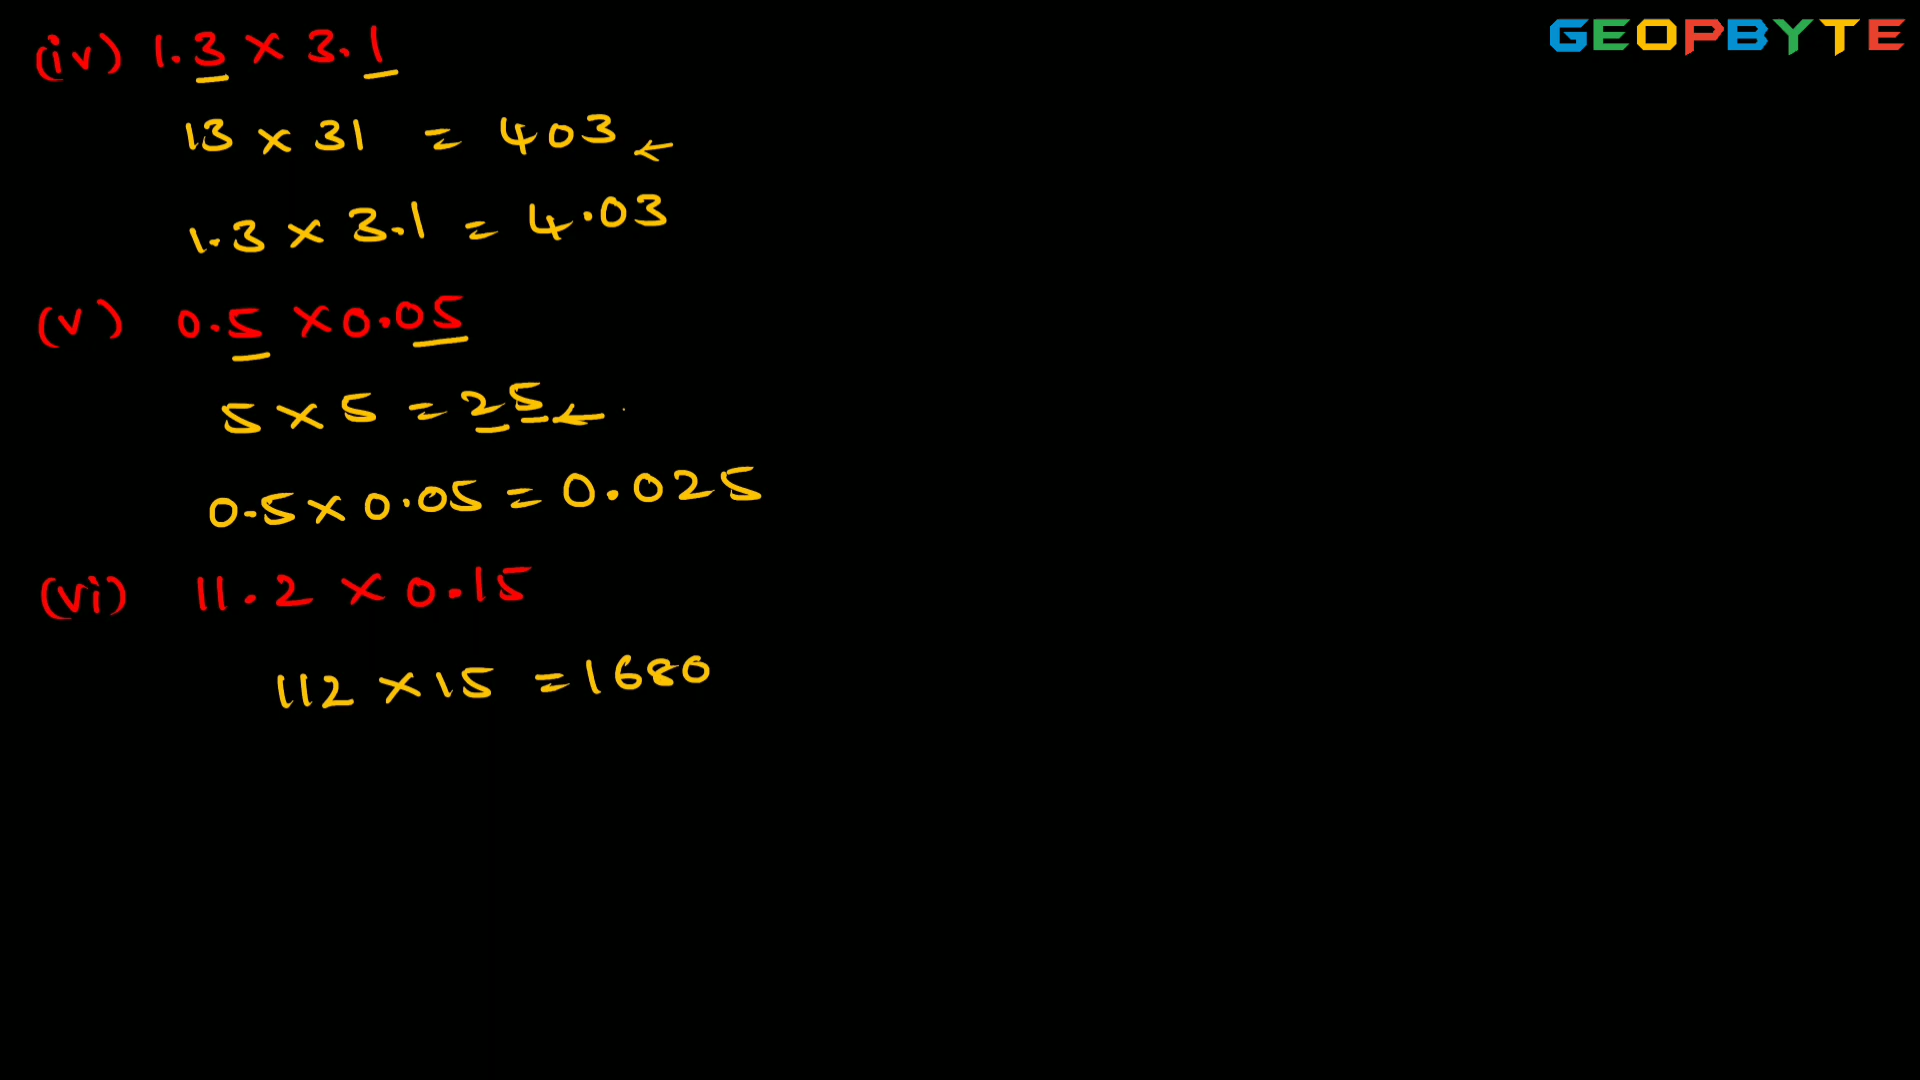 GEOPBYTE
(iv) 1.3 × 3.1
13 × 31 = 403 ←
1.3 × 3.1 = 4.03
(v) 0.5 × 0.05
5 × 5 = 25 ←
0.5 × 0.05 = 0.025
(vi) 11.2 × 0.15
112 × 15 = 1680